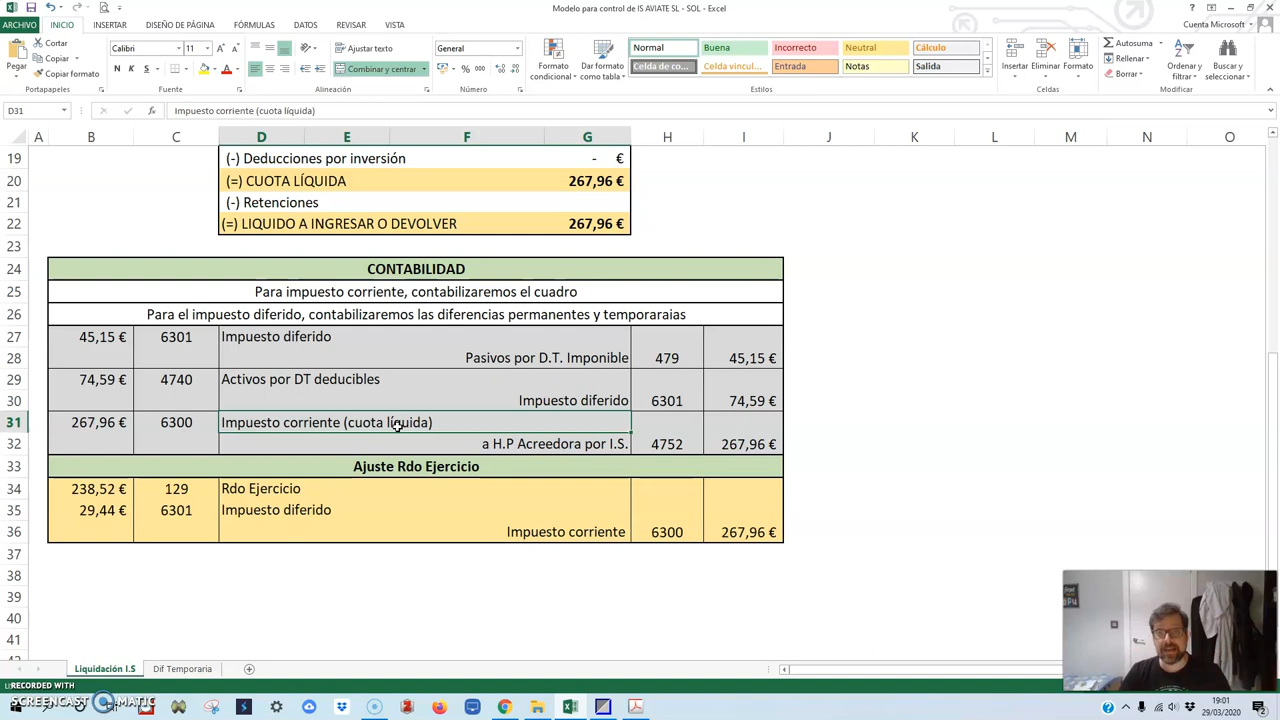 Modelo para control de IS AVIATE SL - SOL - Excel
ARCHIVO INICIO INSERTAR DISEÑO DE PÁGINA FÓRMULAS DATOS REVISAR VISTA Cuenta Microsoft
Pegar Cortar Copiar Copiar formato Portapapeles
Calibri 11 N K S Fuente
Ajustar texto Combinar y centrar Alineación
General % 000 Número
Formato condicional Dar formato como tabla
Normal Buena Incorrecto Neutral Cálculo
Celda de co... Celda vincul... Entrada Notas Salida
Estilos
Insertar Eliminar Formato Celdas
Autosuma Rellenar Borrar Ordenar y filtrar Buscar y seleccionar Modificar
D31 fx Impuesto corriente (cuota líquida)
A B C D E F G H I J K L M N O
19 (-) Deducciones por inversión - €
20 (=) CUOTA LÍQUIDA 267,96 €
21 (-) Retenciones
22 (=) LIQUIDO A INGRESAR O DEVOLVER 267,96 €
23
24 CONTABILIDAD
25 Para impuesto corriente, contabilizaremos el cuadro
26 Para el impuesto diferido, contabilizaremos las diferencias permanentes y temporaraias
27 45,15 € 6301 Impuesto diferido
28 Pasivos por D.T. Imponible 479 45,15 €
29 74,59 € 4740 Activos por DT deducibles
30 Impuesto diferido 6301 74,59 €
31 267,96 € 6300 Impuesto corriente (cuota líquida)
32 a H.P Acreedora por I.S. 4752 267,96 €
33 Ajuste Rdo Ejercicio
34 238,52 € 129 Rdo Ejercicio
35 29,44 € 6301 Impuesto diferido
36 Impuesto corriente 6300 267,96 €
37
38
39
40
41
Liquidación I.S Dif Temporaria
RECORDED WITH
SCREENCAST MATIC
19:01
29/03/2020